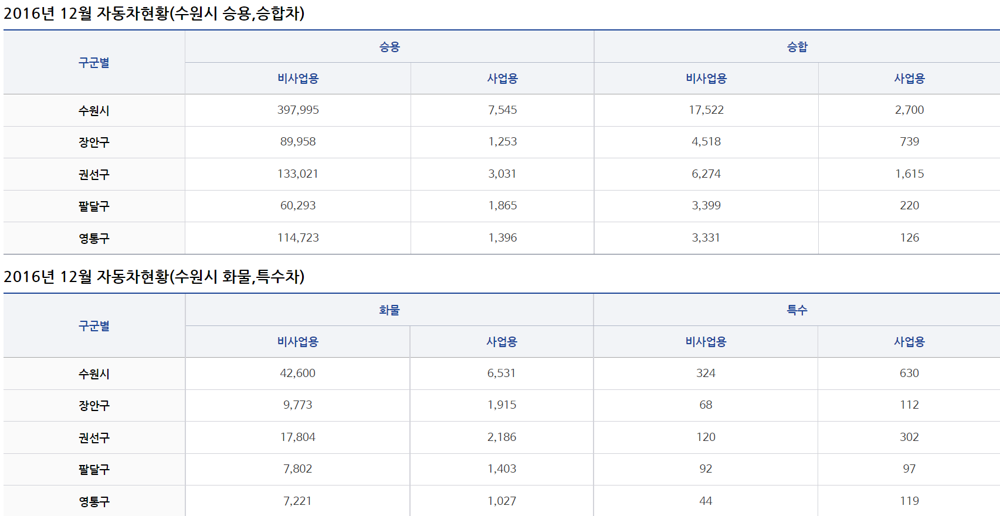 2016년 12월 자동차현황(수원시 승용,승합차)
구군별 승용 승합
비사업용 사업용 비사업용 사업용
수원시 397,995 7,545 17,522 2,700
장안구 89,958 1,253 4,518 739
권선구 133,021 3,031 6,274 1,615
팔달구 60,293 1,865 3,399 220
영통구 114,723 1,396 3,331 126
2016년 12월 자동차현황(수원시 화물,특수차)
구군별 화물 특수
비사업용 사업용 비사업용 사업용
수원시 42,600 6,531 324 630
장안구 9,773 1,915 68 112
권선구 17,804 2,186 120 302
팔달구 7,802 1,403 92 97
영통구 7,221 1,027 44 119